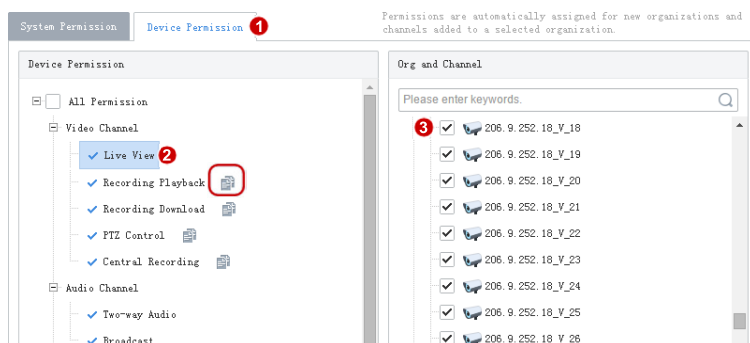 System Permission
Device Permission 1
Permissions are automatically assigned for new organizations and
channels added to a selected organization.
Device Permission
All Permission
Video Channel
Live View 2
Recording Playback
Recording Download
PTZ Control
Central Recording
Audio Channel
Two-way Audio
Broadcast
Org and Channel
Please enter keywords.
3 206.9.252.18_V_18
206.9.252.18_V_19
206.9.252.18_V_20
206.9.252.18_V_21
206.9.252.18_V_22
206.9.252.18_V_23
206.9.252.18_V_24
206.9.252.18_V_25
206.9.252.18_V_26